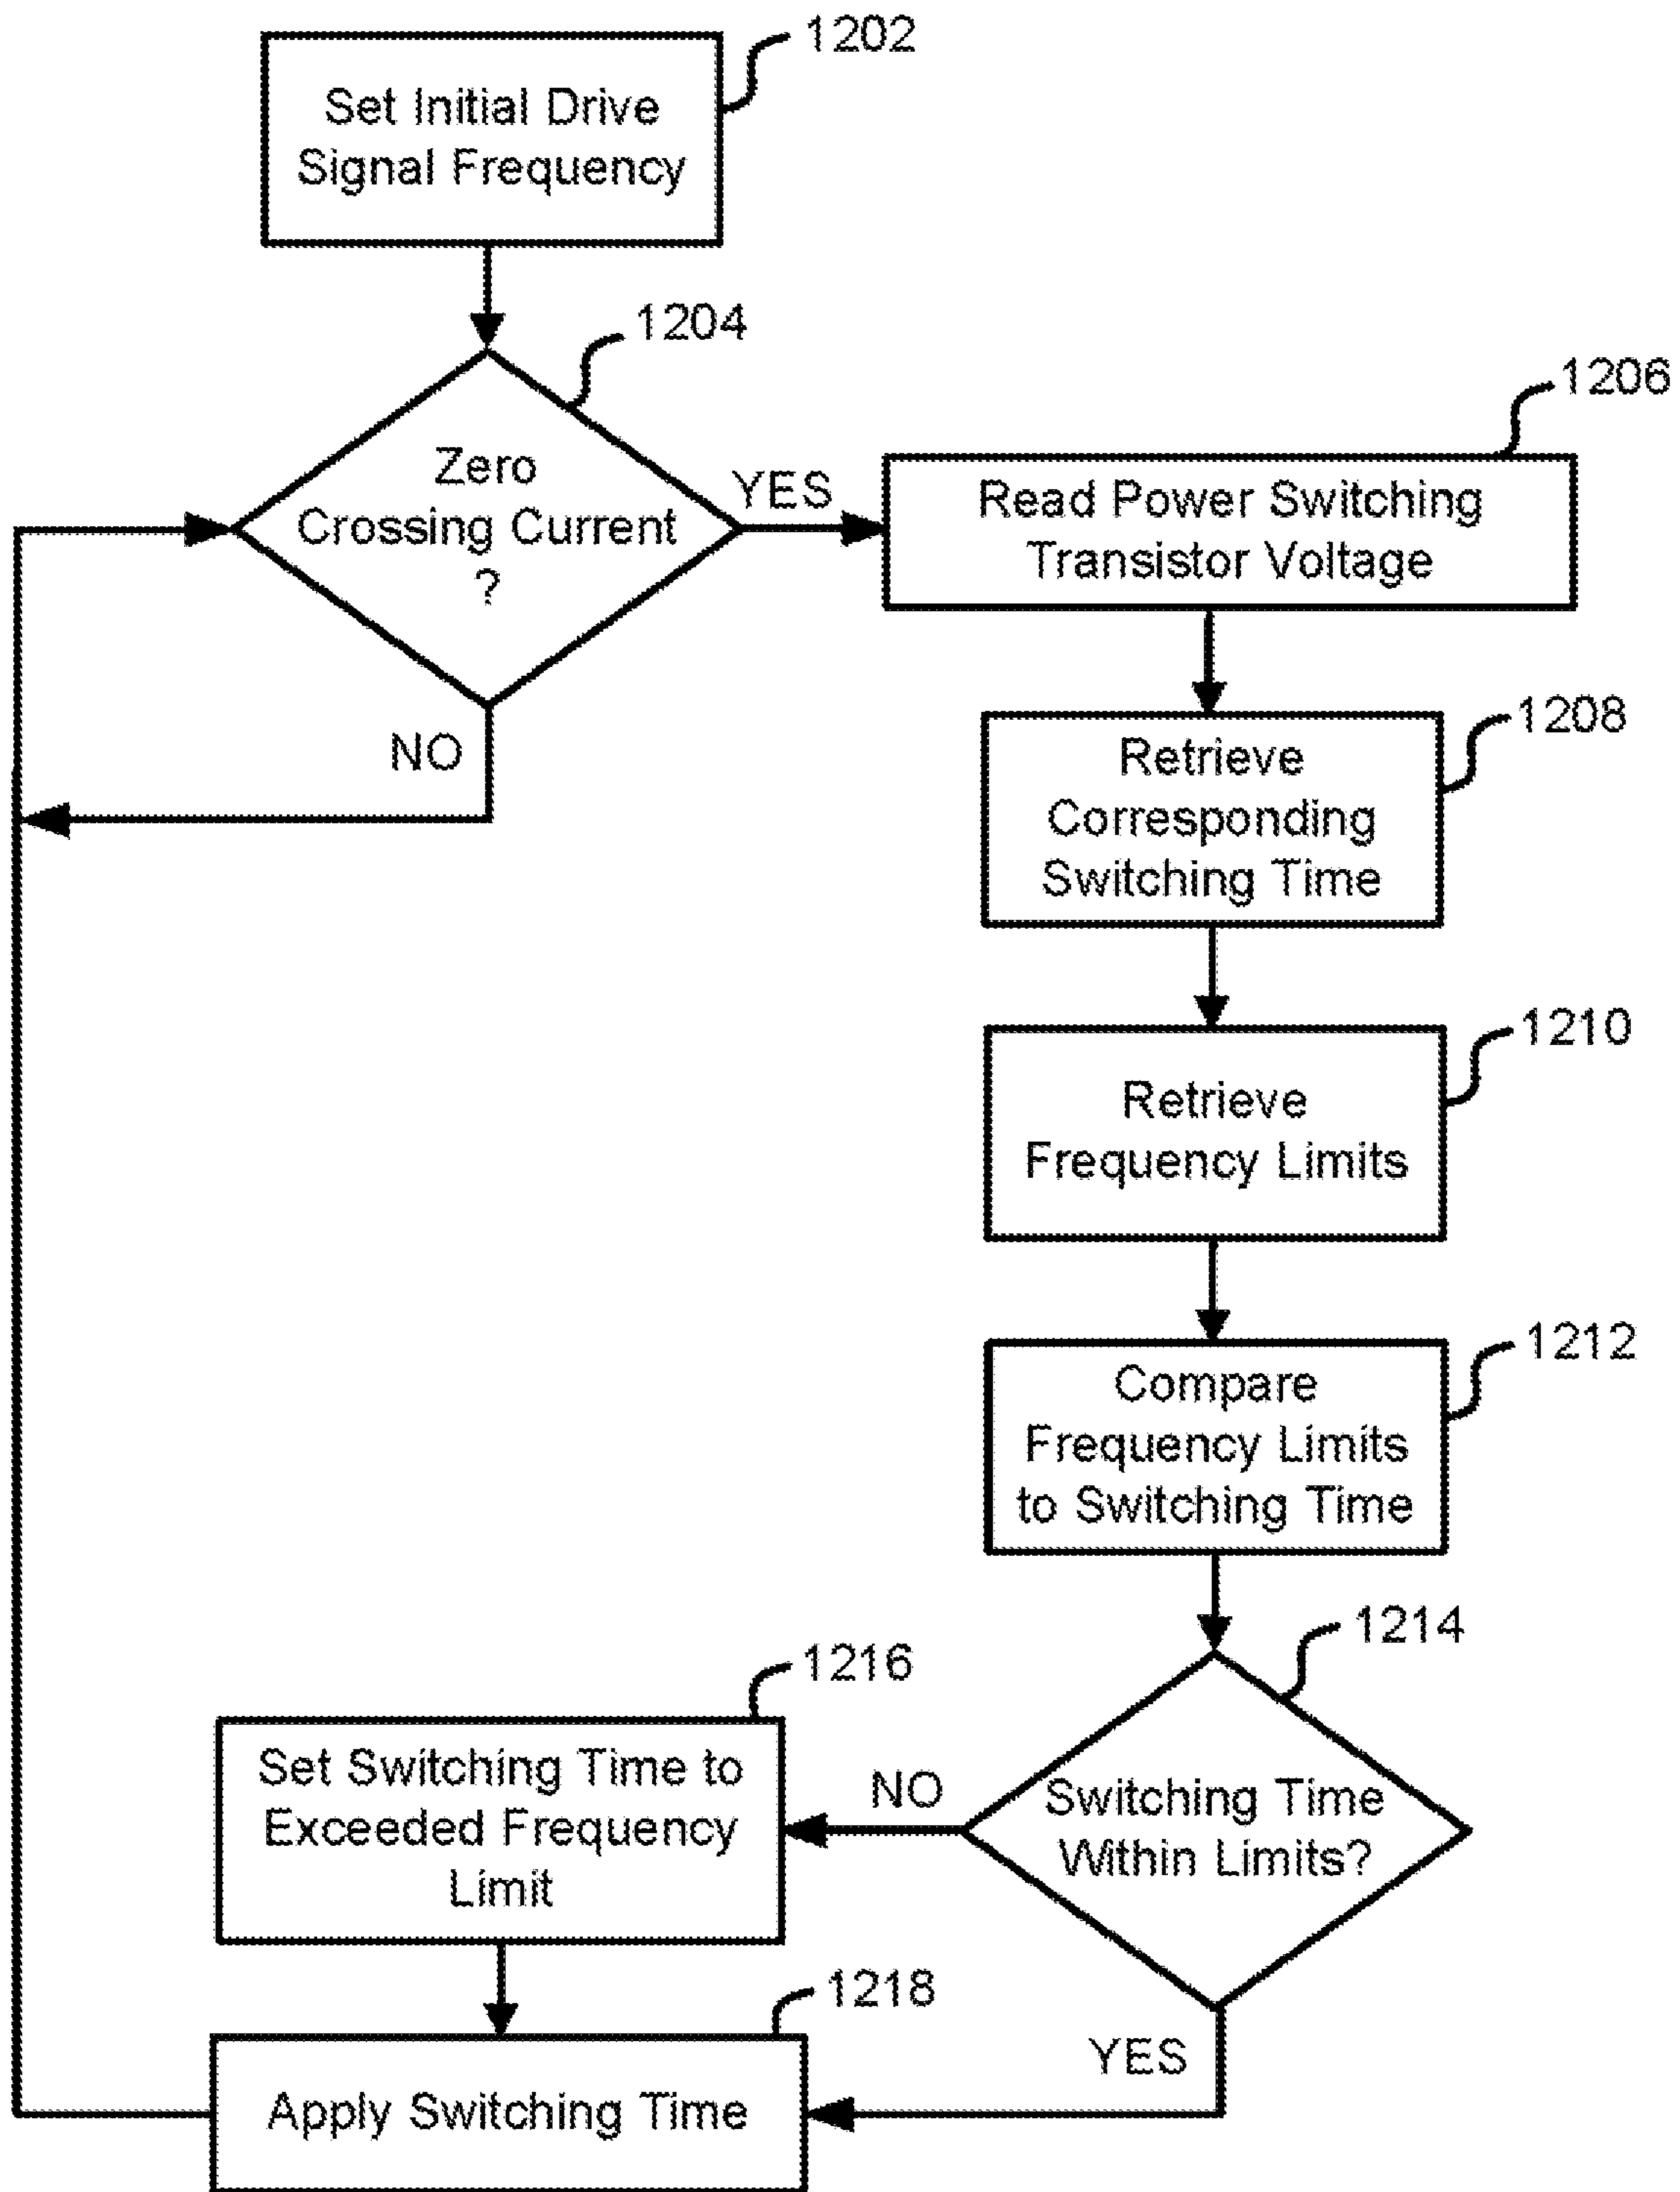 1202
Set Initial Drive
Signal Frequency
1204
Zero
Crossing Current
?
YES
NO
1206
Read Power Switching
Transistor Voltage
1208
Retrieve
Corresponding
Switching Time
1210
Retrieve
Frequency Limits
1212
Compare
Frequency Limits
to Switching Time
1214
Switching Time
Within Limits?
NO
YES
1216
Set Switching Time to
Exceeded Frequency
Limit
1218
Apply Switching Time